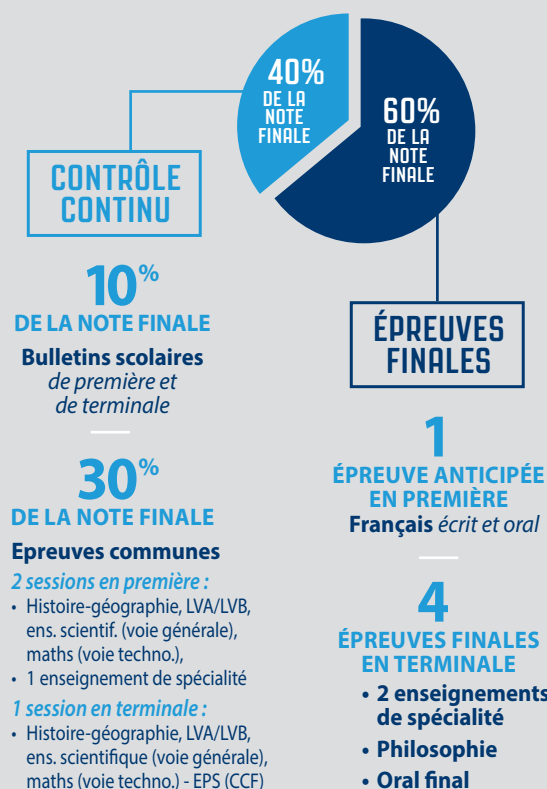 40%
DE LA
NOTE
FINALE
60%
DE LA
NOTE
FINALE
CONTRÔLE
CONTINU
10%
DE LA NOTE FINALE
Bulletins scolaires
de première et
de terminale
30%
DE LA NOTE FINALE
Epreuves communes
2 sessions en première :
• Histoire-géographie, LVA/LVB,
ens. scientif. (voie générale),
maths (voie techno.),
• 1 enseignement de spécialité
1 session en terminale :
• Histoire-géographie, LVA/LVB,
ens. scientifique (voie générale),
maths (voie techno.) - EPS (CCF)
ÉPREUVES
FINALES
1
ÉPREUVE ANTICIPÉE
EN PREMIÈRE
Français écrit et oral
4
ÉPREUVES FINALES
EN TERMINALE
• 2 enseignements
de spécialité
• Philosophie
• Oral final